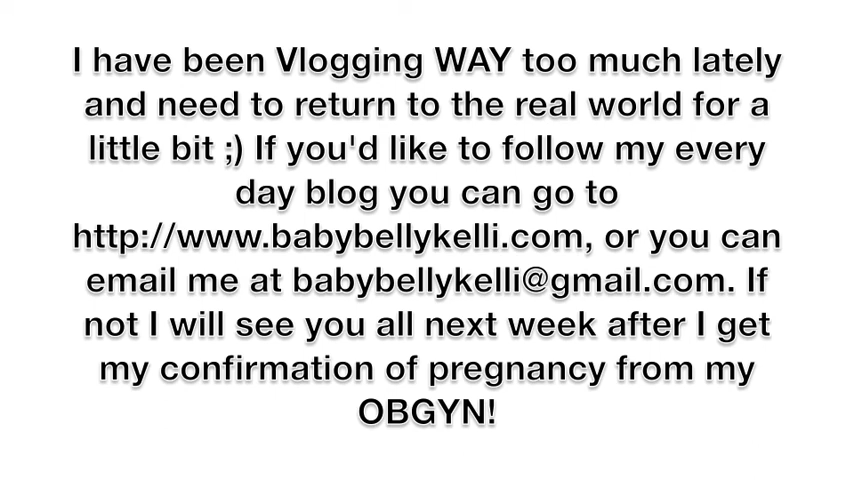 I have been Vlogging WAY too much lately
and need to return to the real world for a
little bit ;) If you'd like to follow my every
day blog you can go to
http://www.babybellykelli.com, or you can
email me at babybellykelli@gmail.com. If
not I will see you all next week after I get
my confirmation of pregnancy from my
OBGYN!